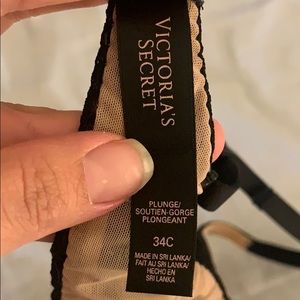 VICTORIA'S
SECRET
PLUNGE/
SOUTIEN-GORGE
PLONGEANT
34C
MADE IN SRI LANKA/
FAIT AU SRI LANKA/
HECHO EN
SRI LANKA